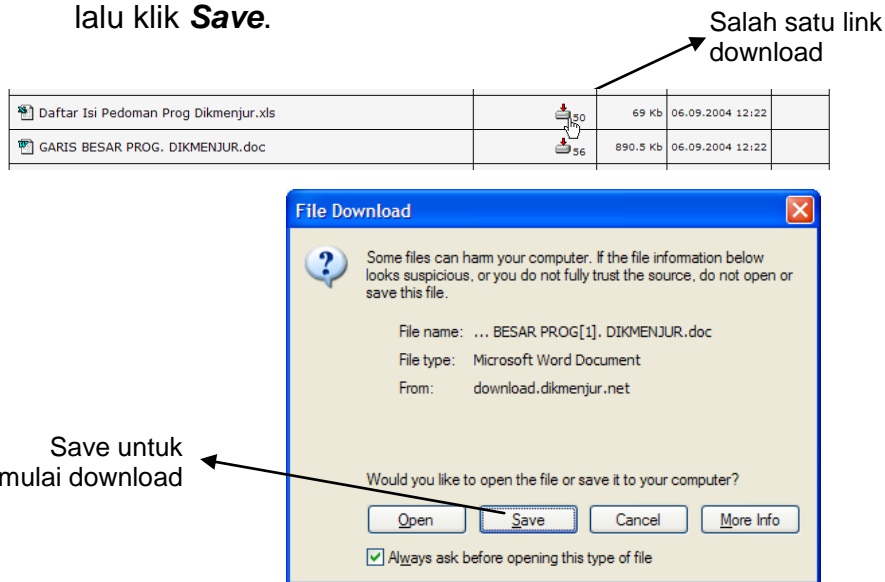 lalu klik Save.
Salah satu link
download
Daftar Isi Pedoman Prog Dikmenjur.xls 50 69 Kb 06.09.2004 12:22
GARIS BESAR PROG. DIKMENJUR.doc 56 890.5 Kb 06.09.2004 12:22
File Download
Some files can harm your computer. If the file information below
looks suspicious, or you do not fully trust the source, do not open or
save this file.
File name: ... BESAR PROG[1]. DIKMENJUR.doc
File type: Microsoft Word Document
From: download.dikmenjur.net
Save untuk
mulai download
Would you like to open the file or save it to your computer?
Open Save Cancel More Info
Always ask before opening this type of file